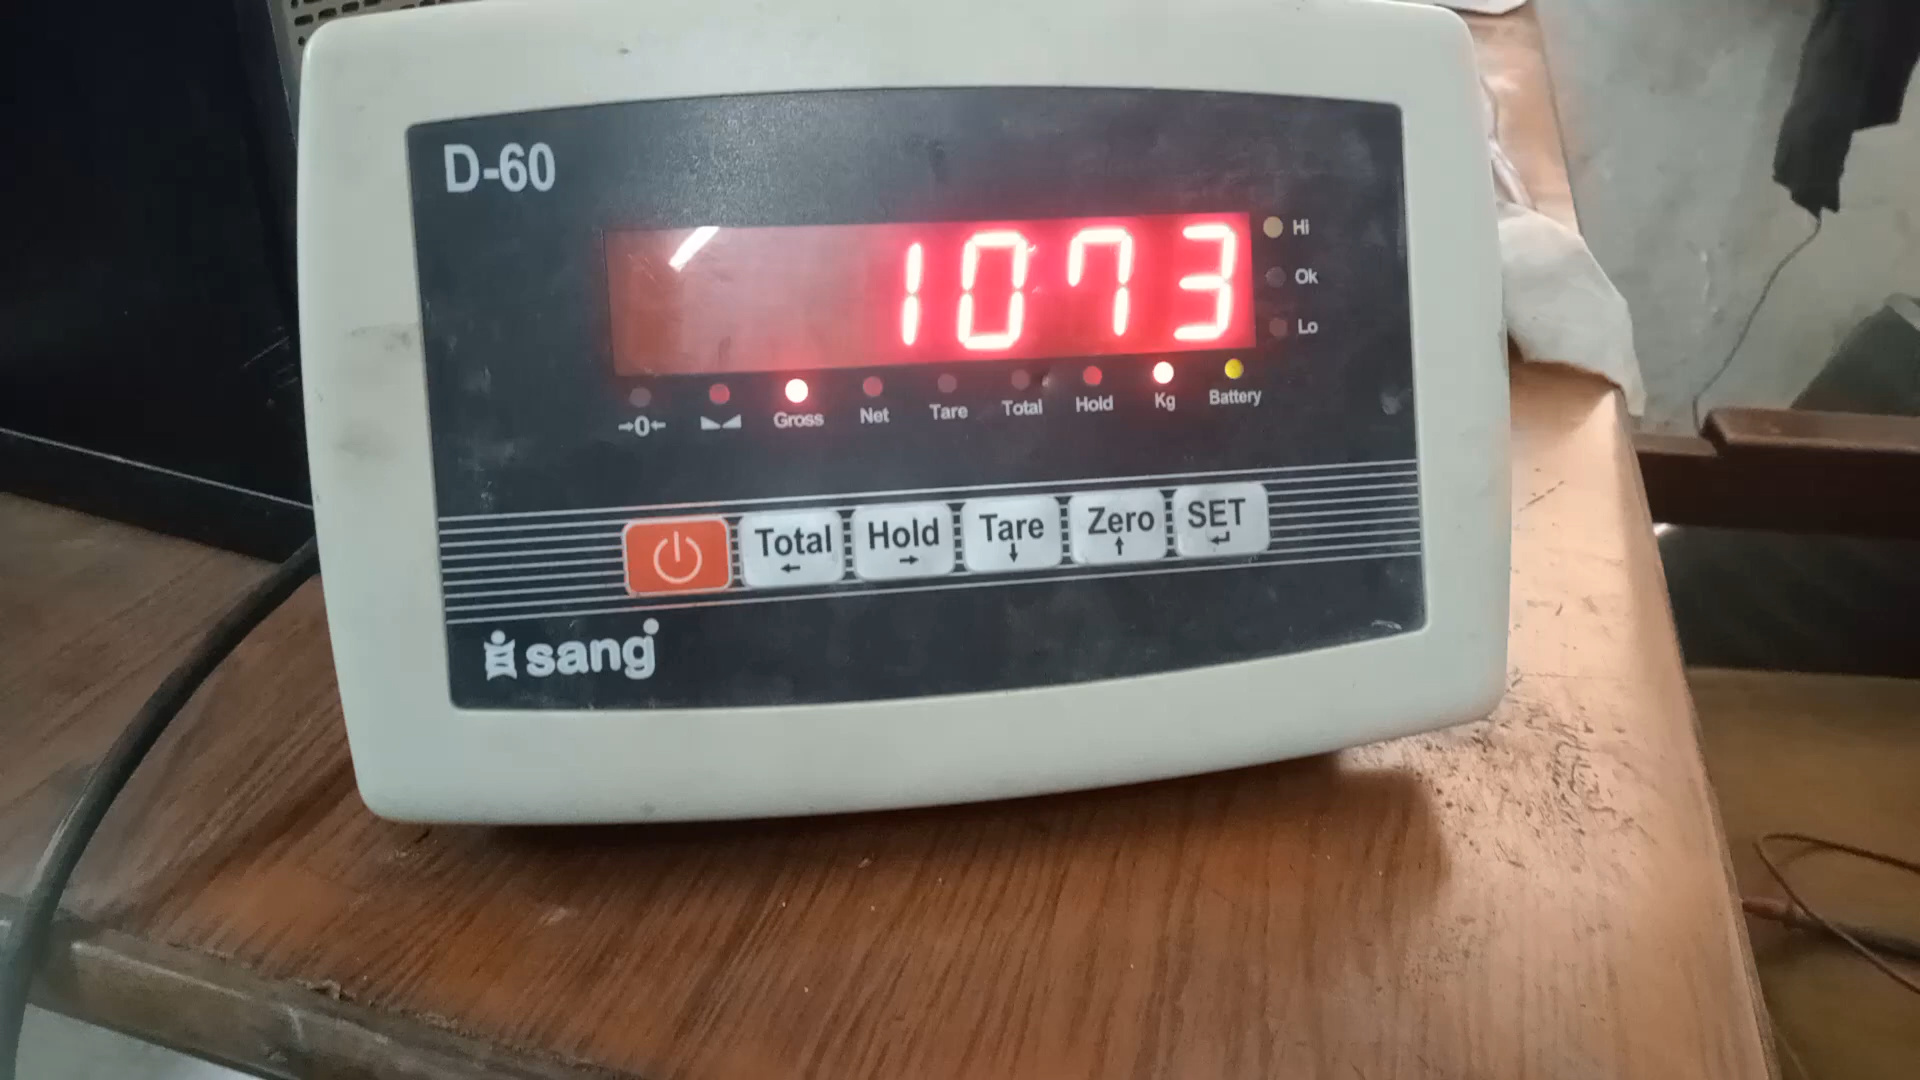 D-60
1073
Hi
Ok
Lo
→0← Gross Net Tare Total Hold Kg Battery
Total Hold Tare Zero SET
sang